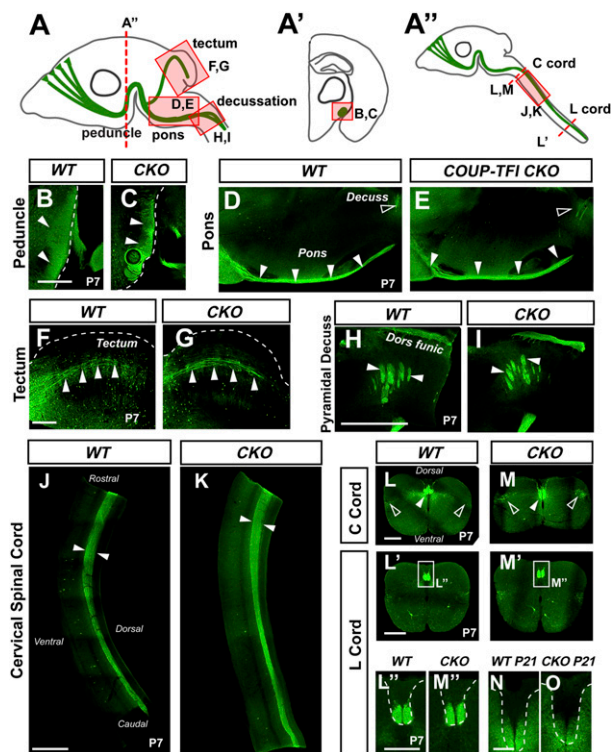 A A" tectum F,G D,E decussation peduncle pons H,I
A' B,C
A" C cord L,M J,K L cord L'
WT CKO WT COUP-TFI CKO
Peduncle B C P7
Pons D Decuss Pons P7 E
WT CKO WT CKO
Tectum F Tectum G P7
Pyramidal Decuss H Dors funic P7 I
WT CKO WT CKO
Cervical Spinal Cord J Rostral Ventral Dorsal Caudal P7 K
C Cord L Dorsal Ventral P7 M
L Cord L' L" P7 M' M"
WT CKO WT P21 CKO P21
L" P7 M" N O